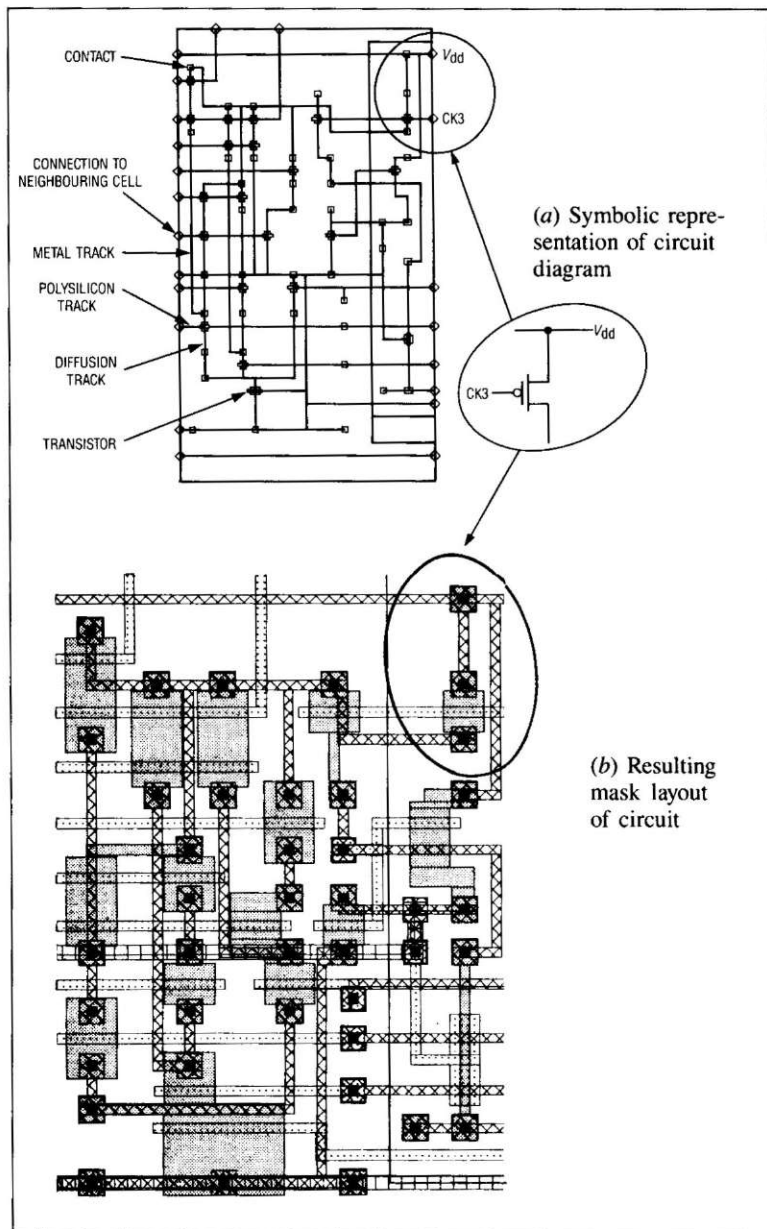 CONTACT
Vdd
CK3
CONNECTION TO
NEIGHBOURING CELL
(a) Symbolic repre-
sentation of circuit
diagram
METAL TRACK
POLYSILICON
TRACK
Vdd
DIFFUSION
TRACK
CK3
TRANSISTOR
(b) Resulting
mask layout
of circuit